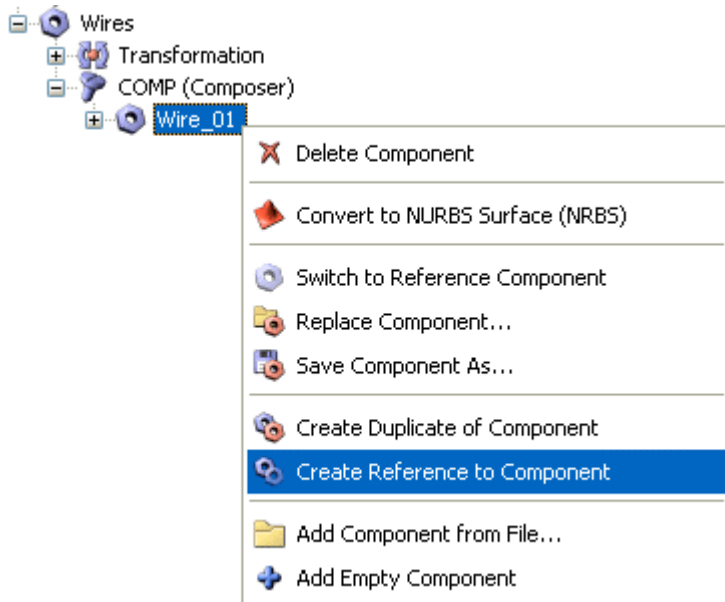 Wires
Transformation
COMP (Composer)
Wire_01
Delete Component
Convert to NURBS Surface (NRBS)
Switch to Reference Component
Replace Component...
Save Component As...
Create Duplicate of Component
Create Reference to Component
Add Component from File...
Add Empty Component